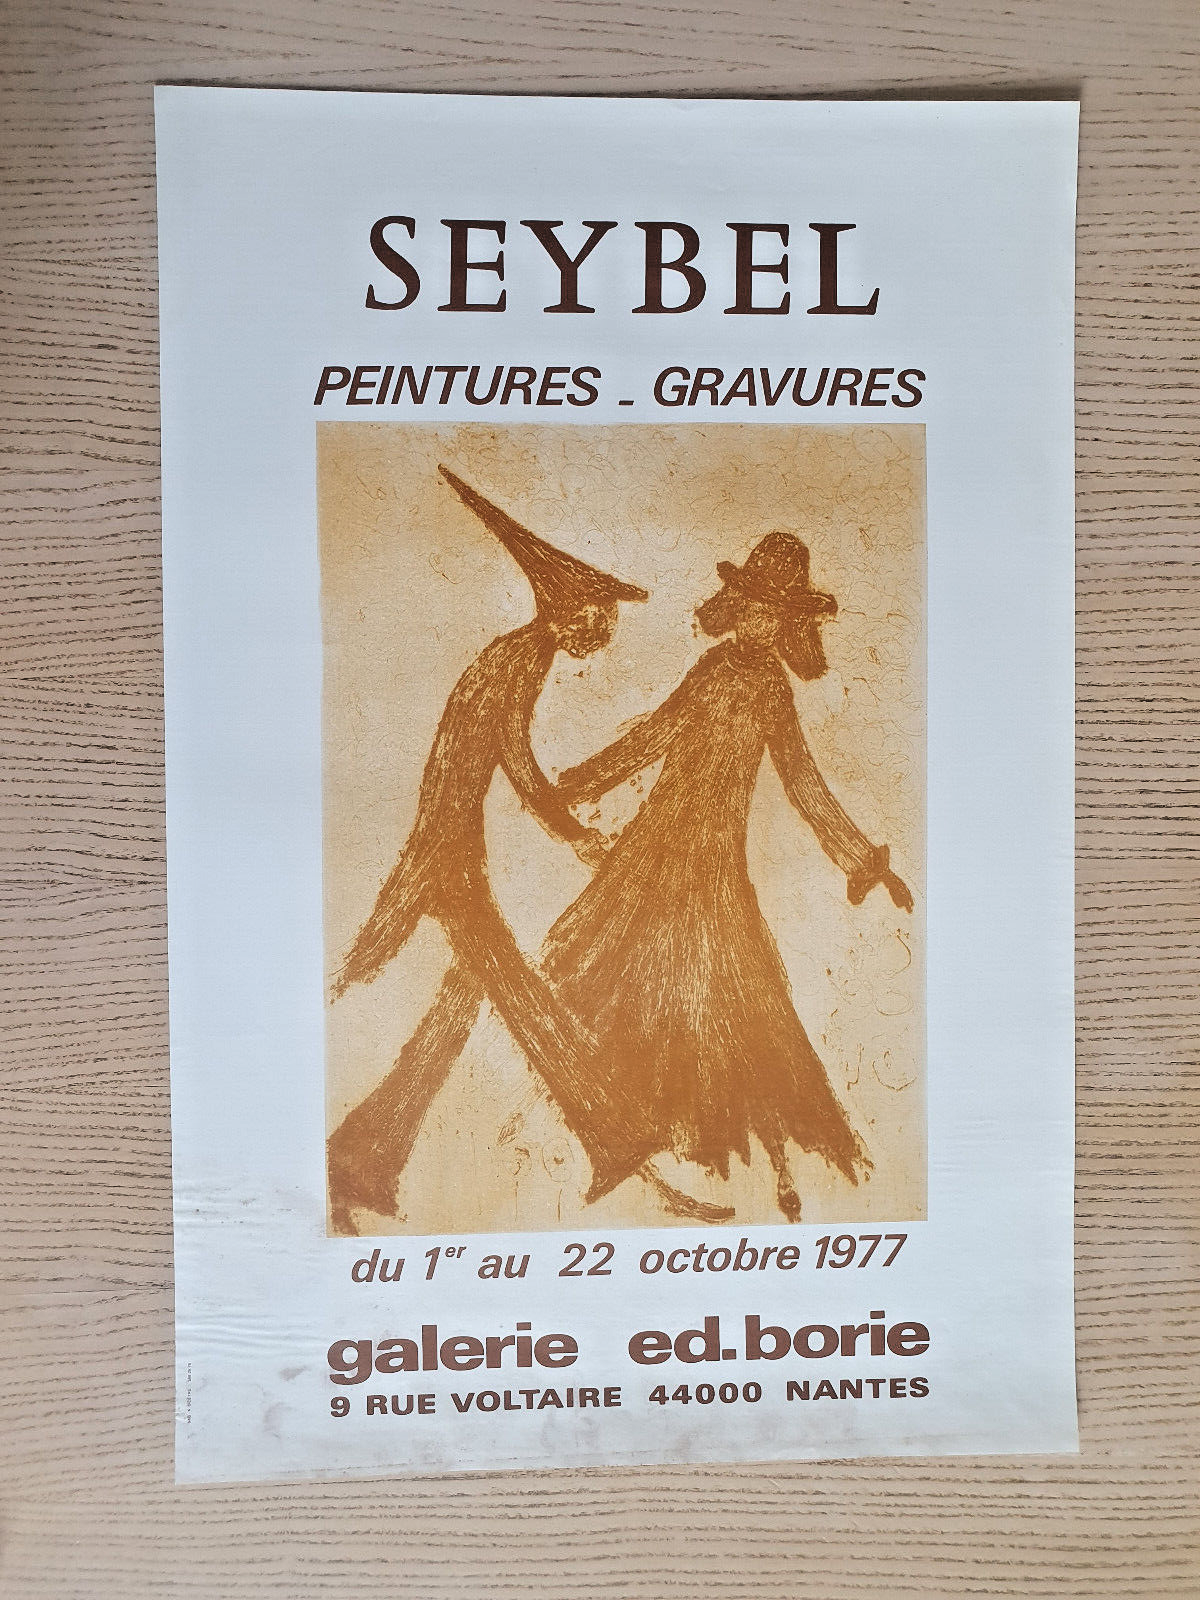 SEYBEL
PEINTURES - GRAVURES
du 1er au 22 octobre 1977
galerie ed.borie
9 RUE VOLTAIRE 44000 NANTES